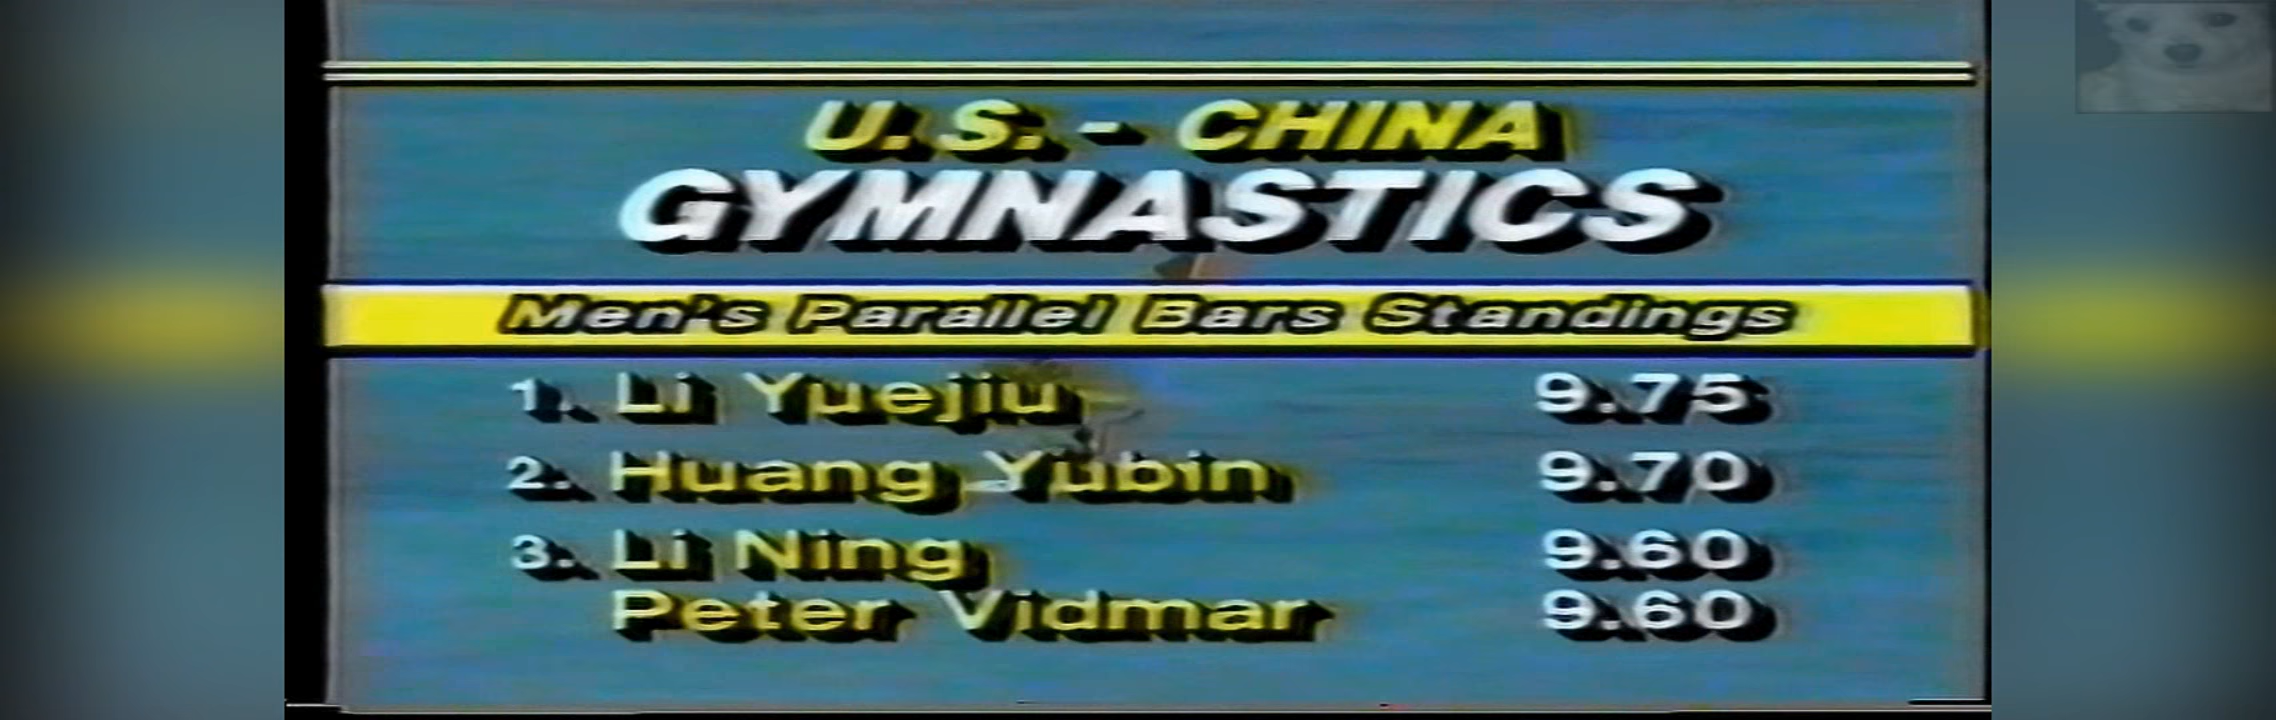 U.S. - CHINA
GYMNASTICS
Men's Parallel Bars Standings
1. Li Yuejiu 9.75
2. Huang Yubin 9.70
3. Li Ning 9.60
Peter Vidmar 9.60